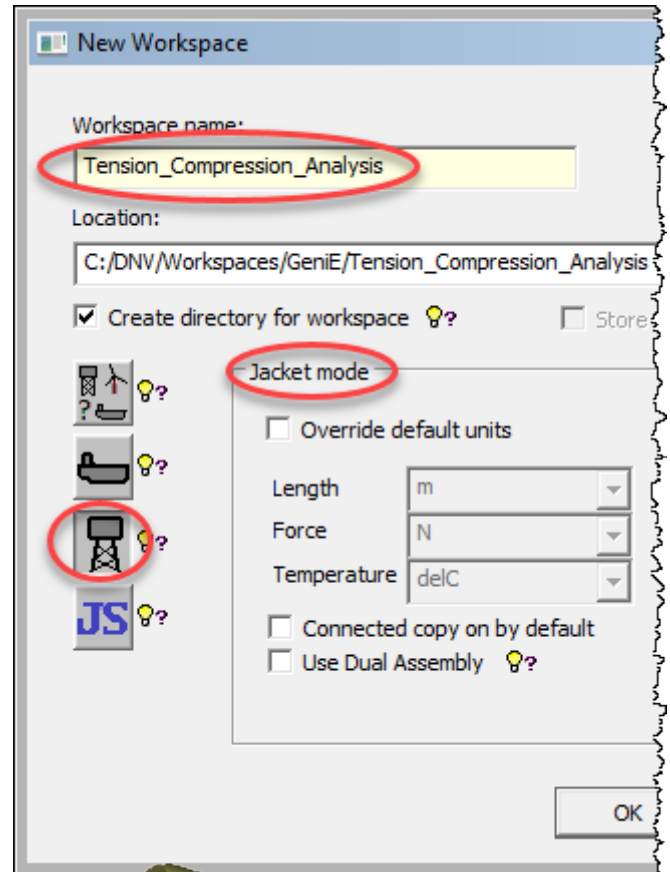 New Workspace
Workspace name:
Tension_Compression_Analysis
Location:
C:/DNV/Workspaces/GeniE/Tension_Compression_Analysis
Create directory for workspace ?
Store
?
?
Jacket mode
Override default units
?
Length m
Force N
?
Temperature delC
JS ?
Connected copy on by default
Use Dual Assembly ?
OK